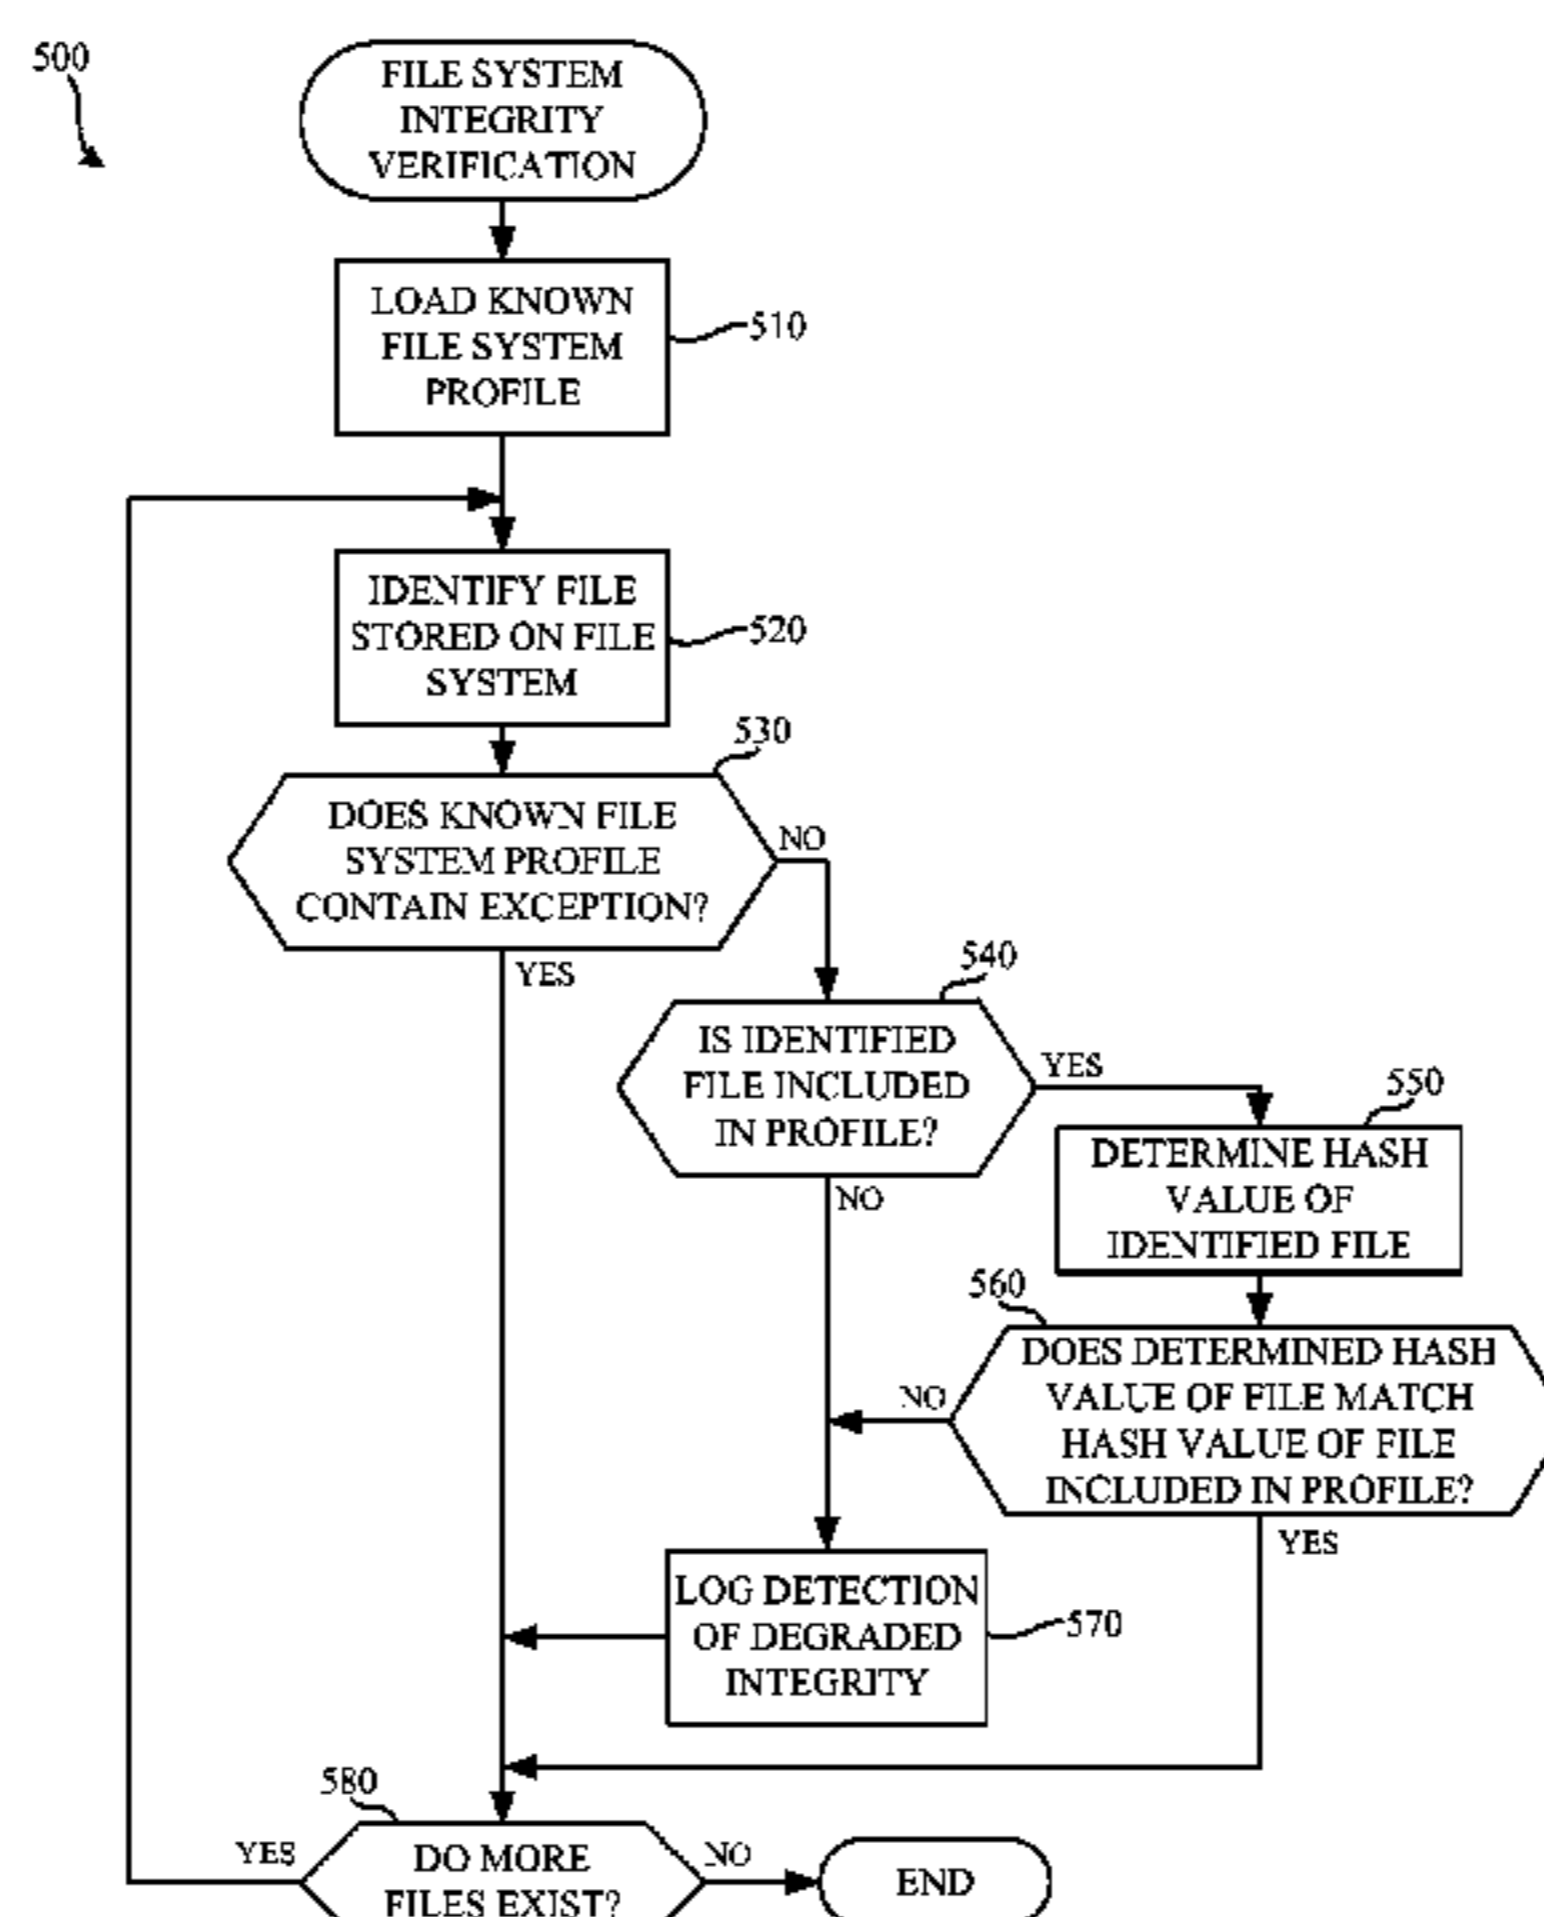 500
FILE SYSTEM
INTEGRITY
VERIFICATION
LOAD KNOWN
FILE SYSTEM
PROFILE
510
IDENTIFY FILE
STORED ON FILE
SYSTEM
520
530
DOES KNOWN FILE
SYSTEM PROFILE
CONTAIN EXCEPTION?
NO
YES
540
IS IDENTIFIED
FILE INCLUDED
IN PROFILE?
YES
NO
550
DETERMINE HASH
VALUE OF
IDENTIFIED FILE
560
DOES DETERMINED HASH
VALUE OF FILE MATCH
HASH VALUE OF FILE
INCLUDED IN PROFILE?
NO
YES
LOG DETECTION
OF DEGRADED
INTEGRITY
570
580
DO MORE
FILES EXIST?
YES
NO
END